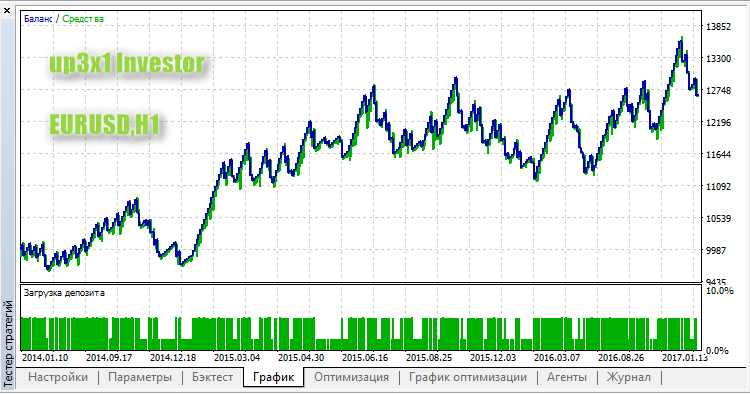 Баланс / Средства
up3x1 Investor
EURUSD,H1
13852
13300
12748
12196
11644
11092
10539
9987
9435
Загрузка депозита
10.0%
0.0%
2014.01.10 2014.09.17 2014.12.18 2015.03.04 2015.04.30 2015.06.16 2015.08.25 2015.12.03 2016.03.07 2016.08.26 2017.01.13
Тестер стратегий
Настройки Параметры Бэктест График Оптимизация График оптимизации Агенты Журнал